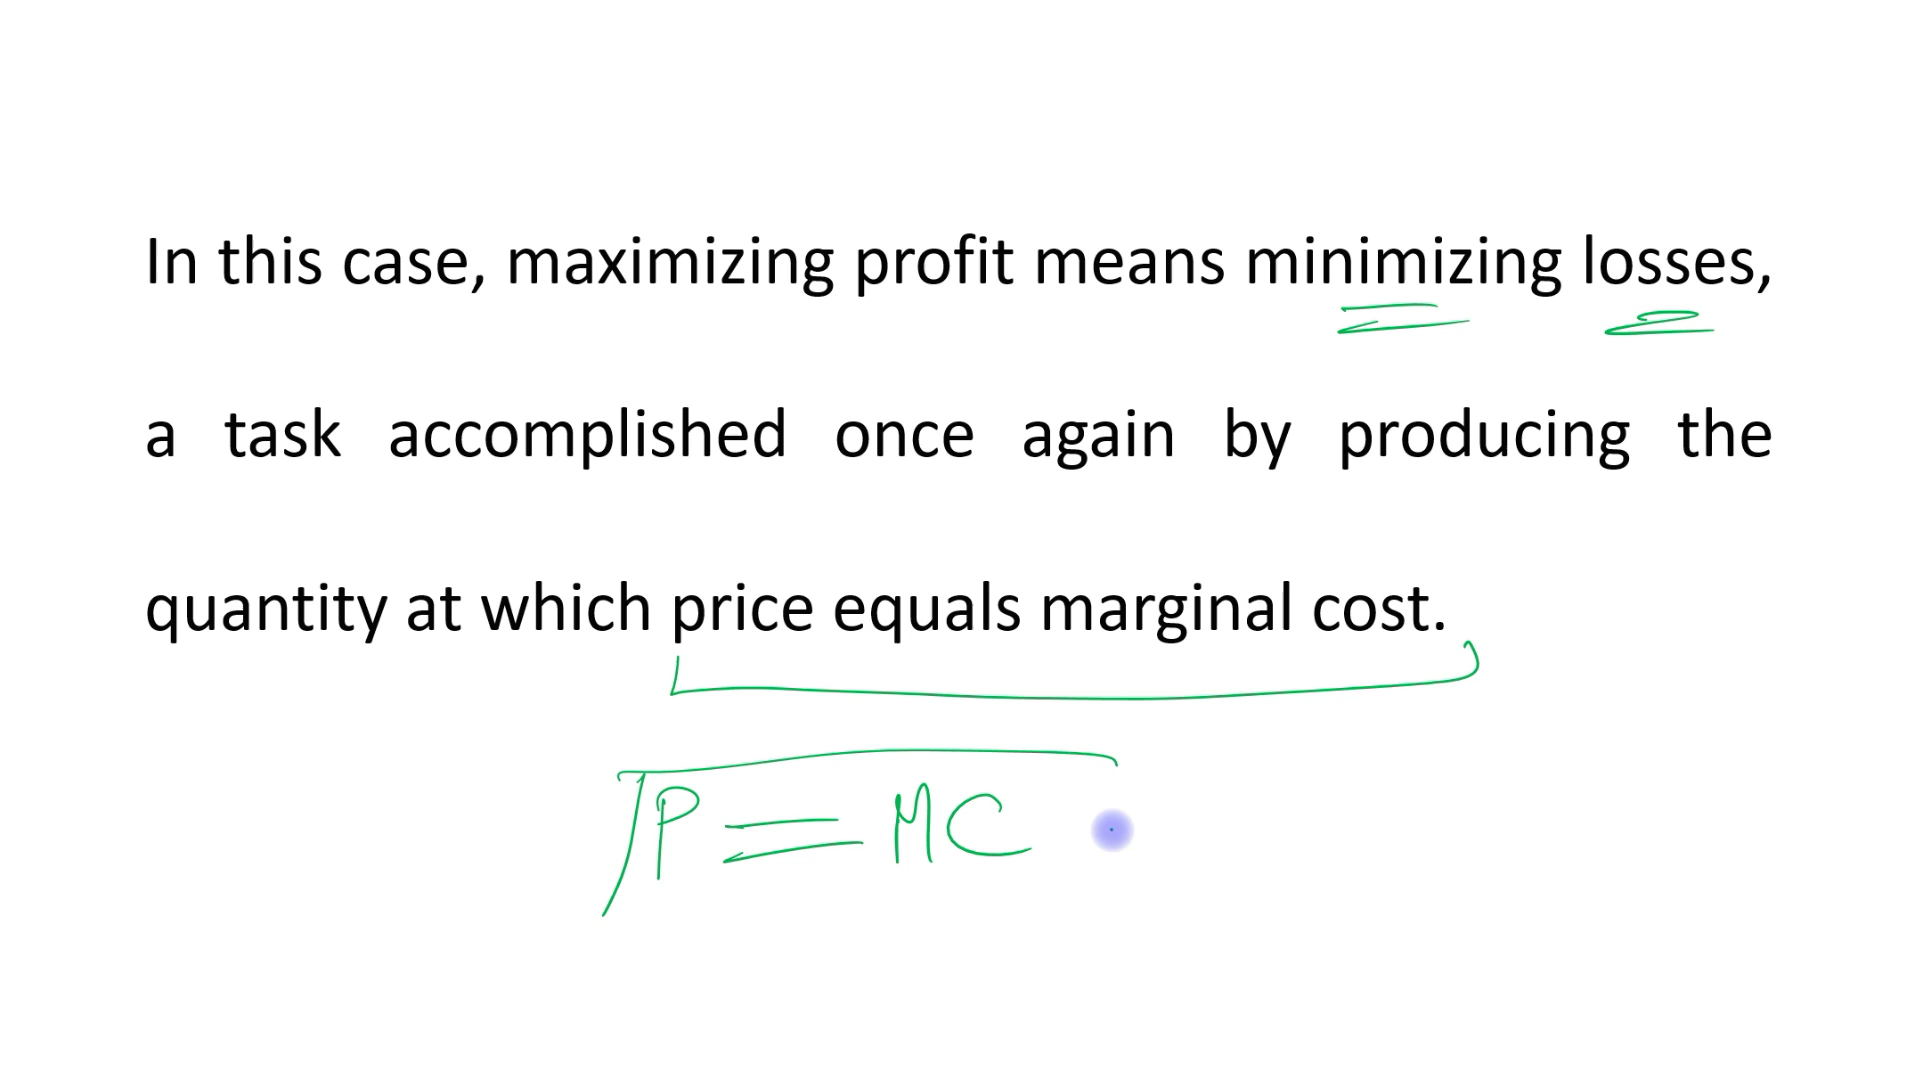 In this case, maximizing profit means minimizing losses,
a task accomplished once again by producing the
quantity at which price equals marginal cost.
P = MC